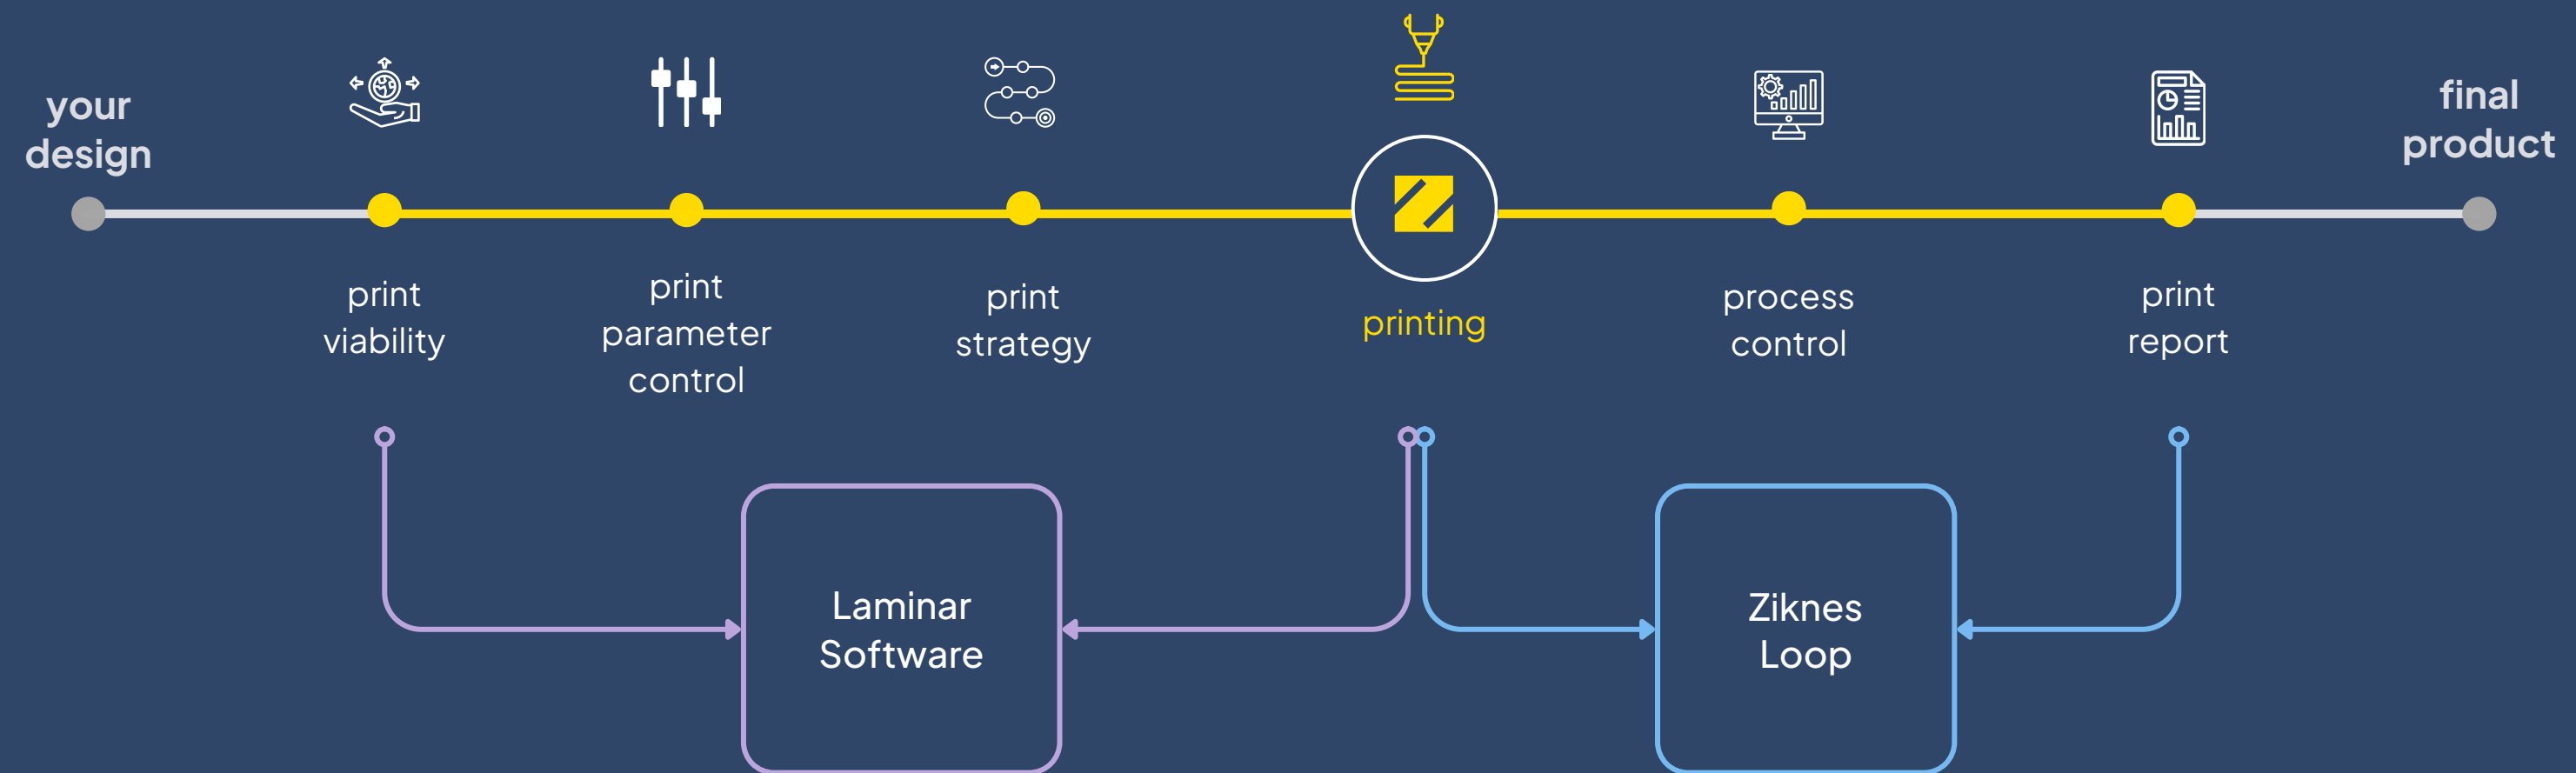 your
design
print
viability
print
parameter
control
print
strategy
printing
process
control
print
report
final
product
Laminar
Software
Ziknes
Loop